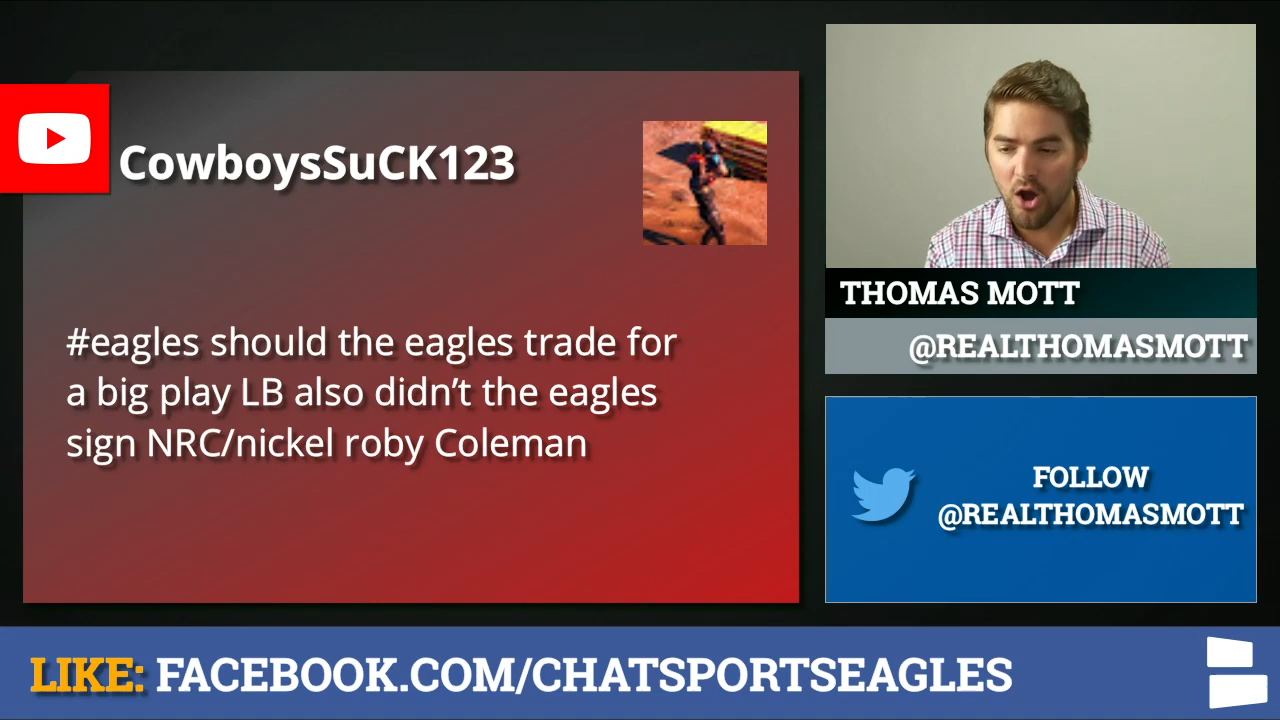 CowboysSuCK123
#eagles should the eagles trade for
a big play LB also didn’t the eagles
sign NRC/nickel roby Coleman
THOMAS MOTT
@REALTHOMASMOTT
FOLLOW
@REALTHOMASMOTT
LIKE: FACEBOOK.COM/CHATSPORTSEAGLES